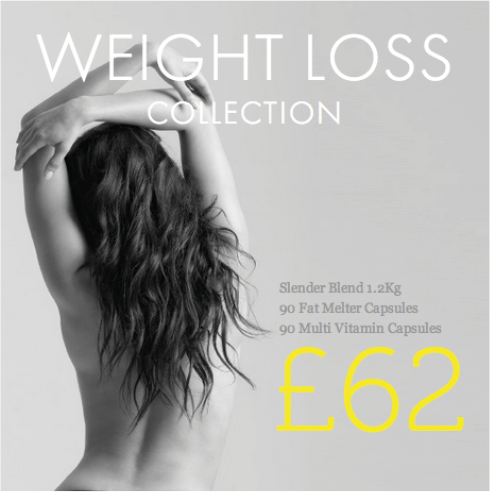 WEIGHT LOSS
COLLECTION
Slender Blend 1.2Kg
90 Fat Melter Capsules
90 Multi Vitamin Capsules
£62